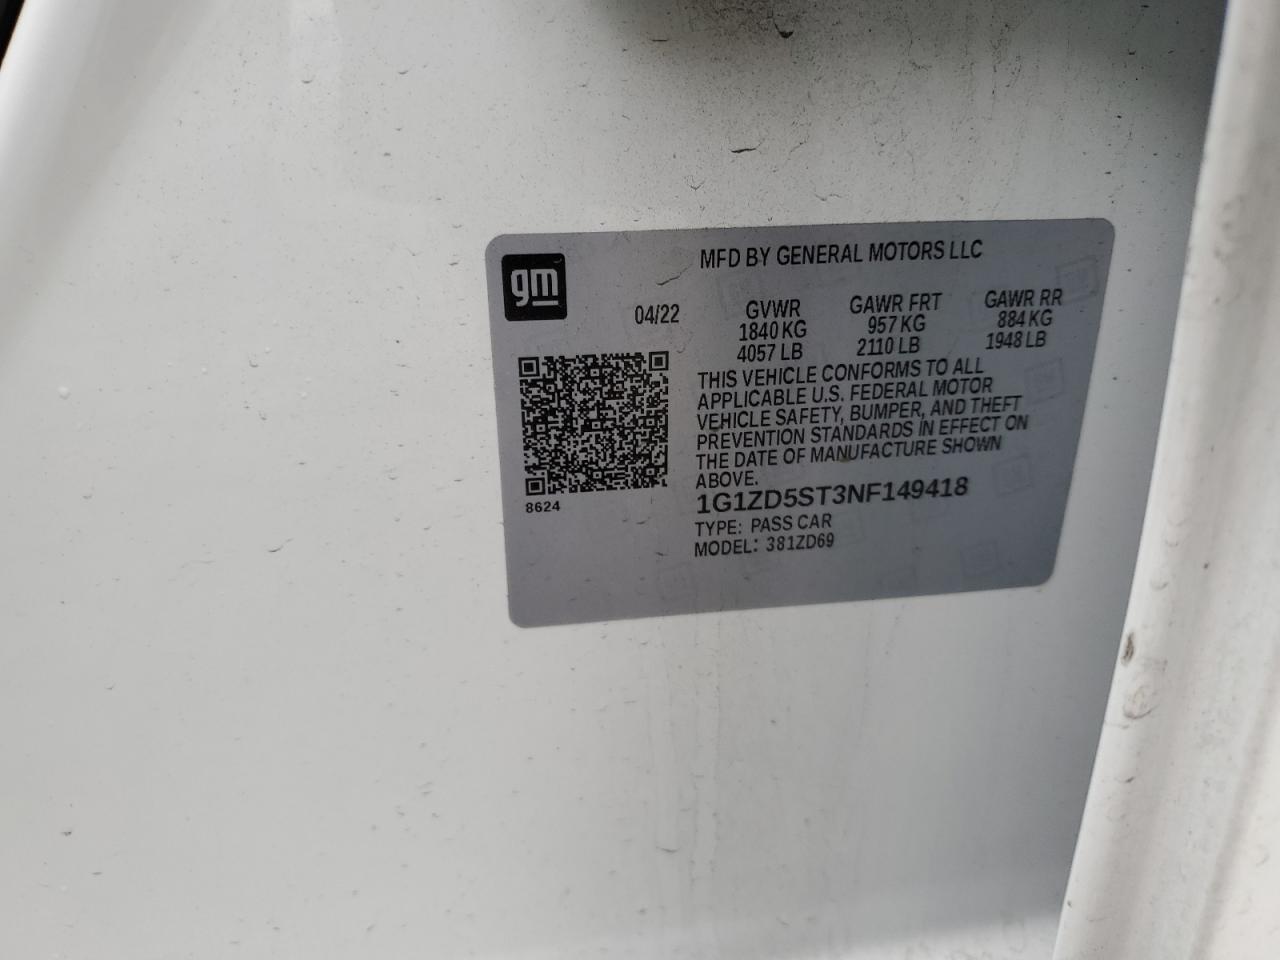 gm
MFD BY GENERAL MOTORS LLC
04/22
GVWR
1840 KG
4057 LB
GAWR FRT
957 KG
2110 LB
GAWR RR
884 KG
1948 LB
THIS VEHICLE CONFORMS TO ALL
APPLICABLE U.S. FEDERAL MOTOR
VEHICLE SAFETY, BUMPER, AND THEFT
PREVENTION STANDARDS IN EFFECT ON
THE DATE OF MANUFACTURE SHOWN
ABOVE.
8624
1G1ZD5ST3NF149418
TYPE: PASS CAR
MODEL: 381ZD69